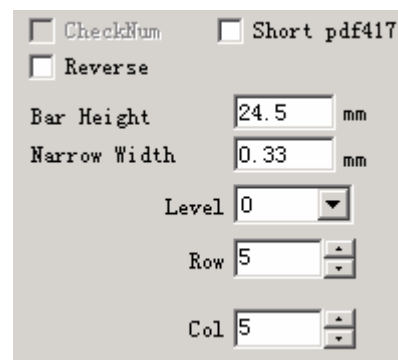 CheckNum Short pdf417
Reverse
Bar Height 24.5 mm
Narrow Width 0.33 mm
Level 0
Row 5
Col 5